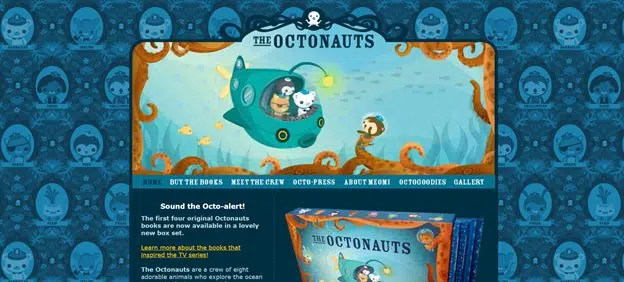 THE OCTONAUTS
HOME BUY THE BOOKS MEET THE CREW OCTO-PRESS ABOUT MEOMI OCTOGOODIES GALLERY
Sound the Octo-alert!
The first four original Octonauts
books are now available in a lovely
new box set.
Learn more about the books that
inspired the TV series!
The Octonauts are a crew of eight
adorable animals who explore the ocean
THE OCTONAUTS